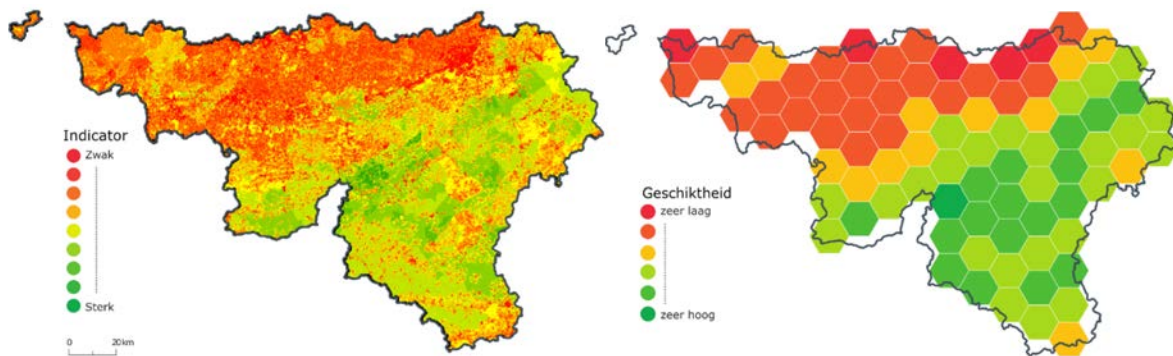 Indicator
Zwak
Sterk
0 20km
Geschiktheid
zeer laag
zeer hoog